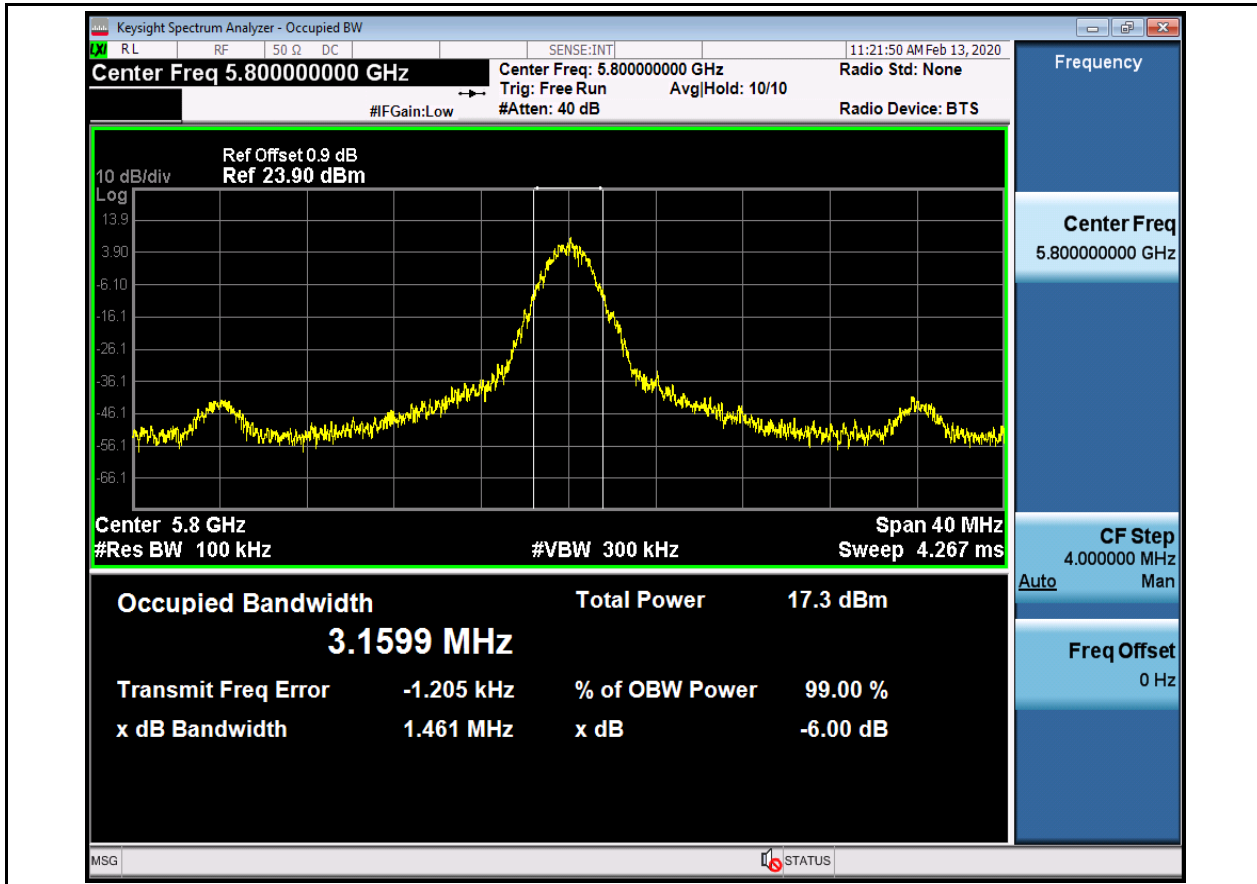 Keysight Spectrum Analyzer - Occupied BW
LXI RL RF 50 Ω DC SENSE:INT 11:21:50 AM Feb 13, 2020
Center Freq 5.800000000 GHz Center Freq: 5.800000000 GHz Radio Std: None
Trig: Free Run Avg|Hold: 10/10
#IFGain:Low #Atten: 40 dB Radio Device: BTS
Ref Offset 0.9 dB
10 dB/div Ref 23.90 dBm
Log
13.9
3.90
-6.10
-16.1
-26.1
-36.1
-46.1
-56.1
-66.1
Center 5.8 GHz Span 40 MHz
#Res BW 100 kHz #VBW 300 kHz Sweep 4.267 ms
Occupied Bandwidth Total Power 17.3 dBm
3.1599 MHz
Transmit Freq Error -1.205 kHz % of OBW Power 99.00 %
x dB Bandwidth 1.461 MHz x dB -6.00 dB
MSG STATUS
Frequency
Center Freq
5.800000000 GHz
CF Step
4.000000 MHz
Auto Man
Freq Offset
0 Hz